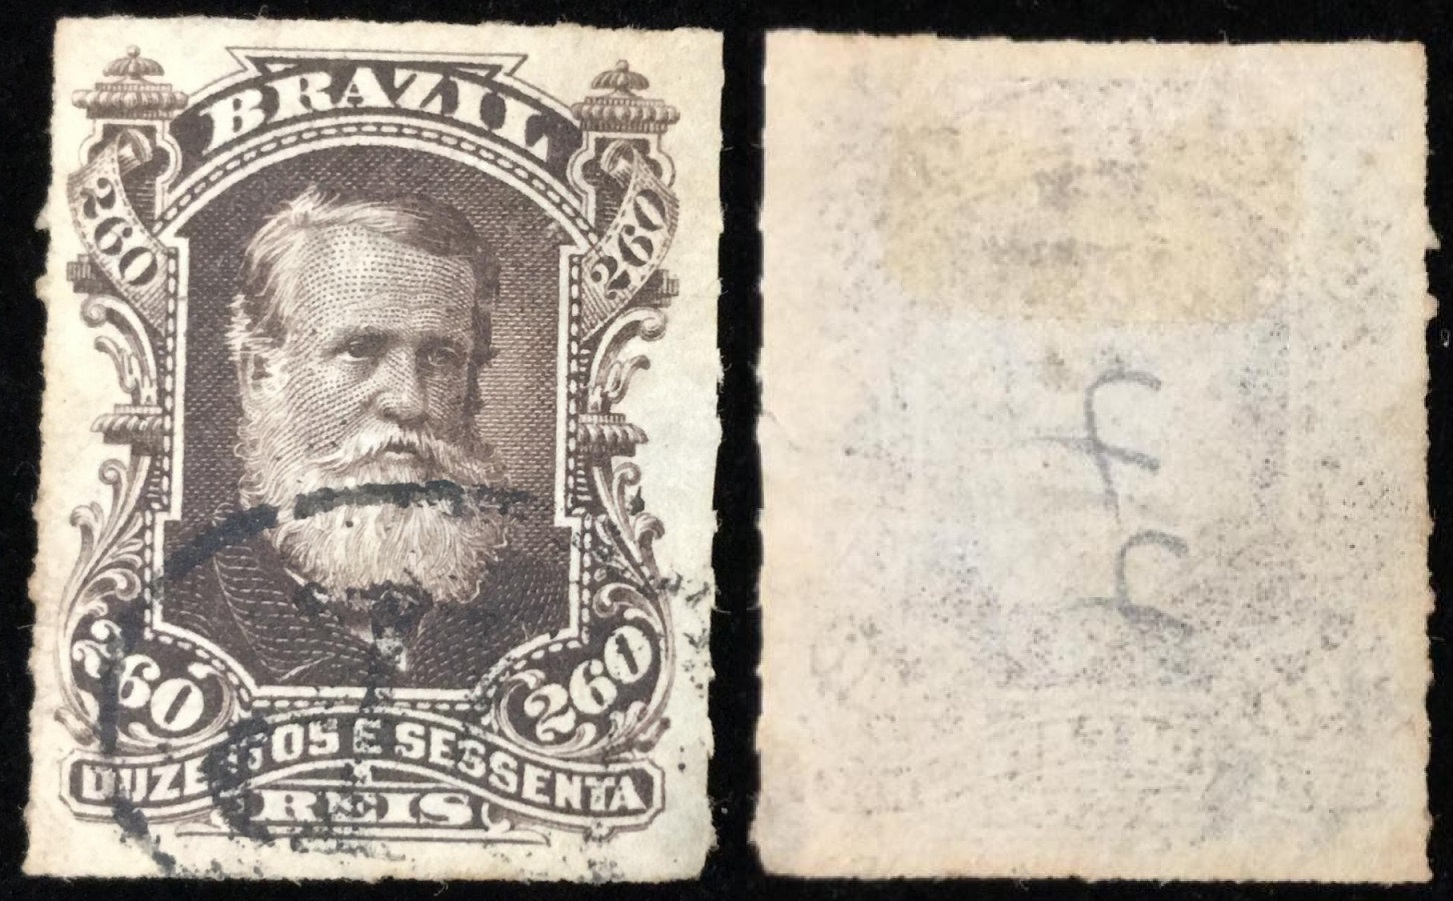 BRAZIL
260 260
260 260
DUZENTOS E SESSENTA
REIS